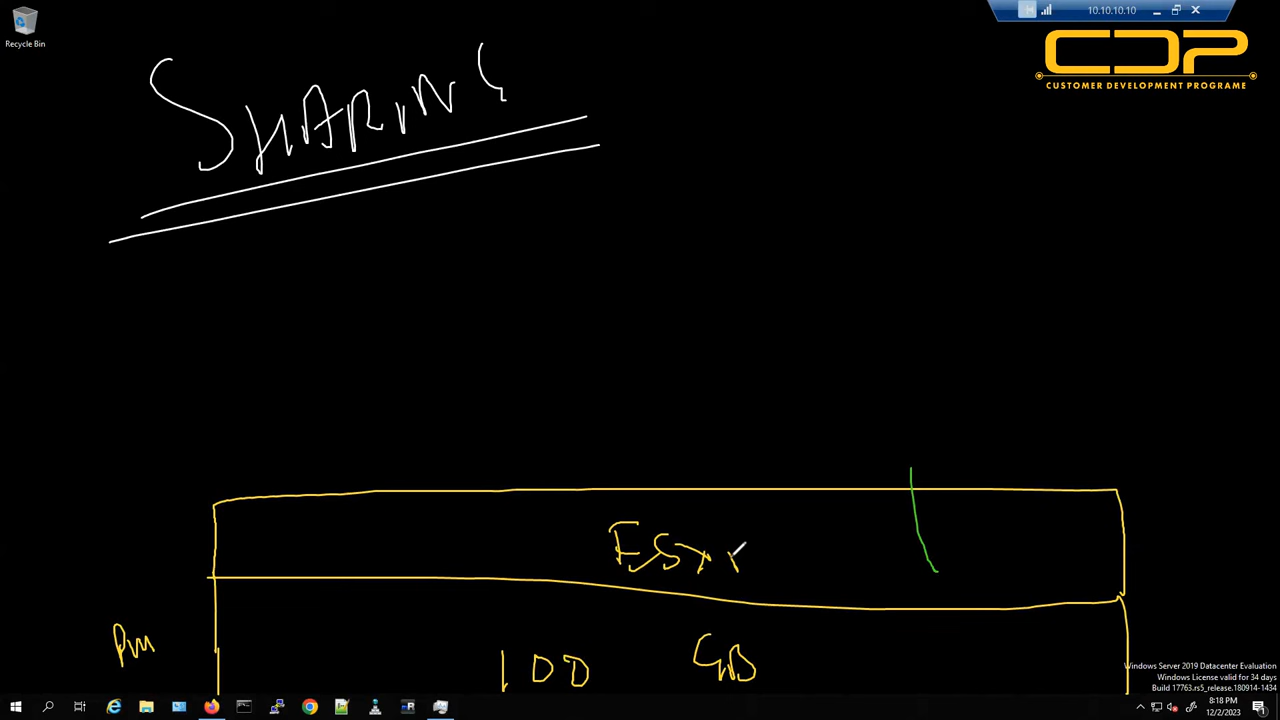 Recycle Bin
10.10.10.10
CDP
CUSTOMER DEVELOPMENT PROGRAME
SHARING
ESXi
Pm
100 GB
Windows Server 2019 Datacenter Evaluation
Windows License valid for 34 days
Build 17763.rs5_release.180914-1434
8:18 PM
12/2/2023